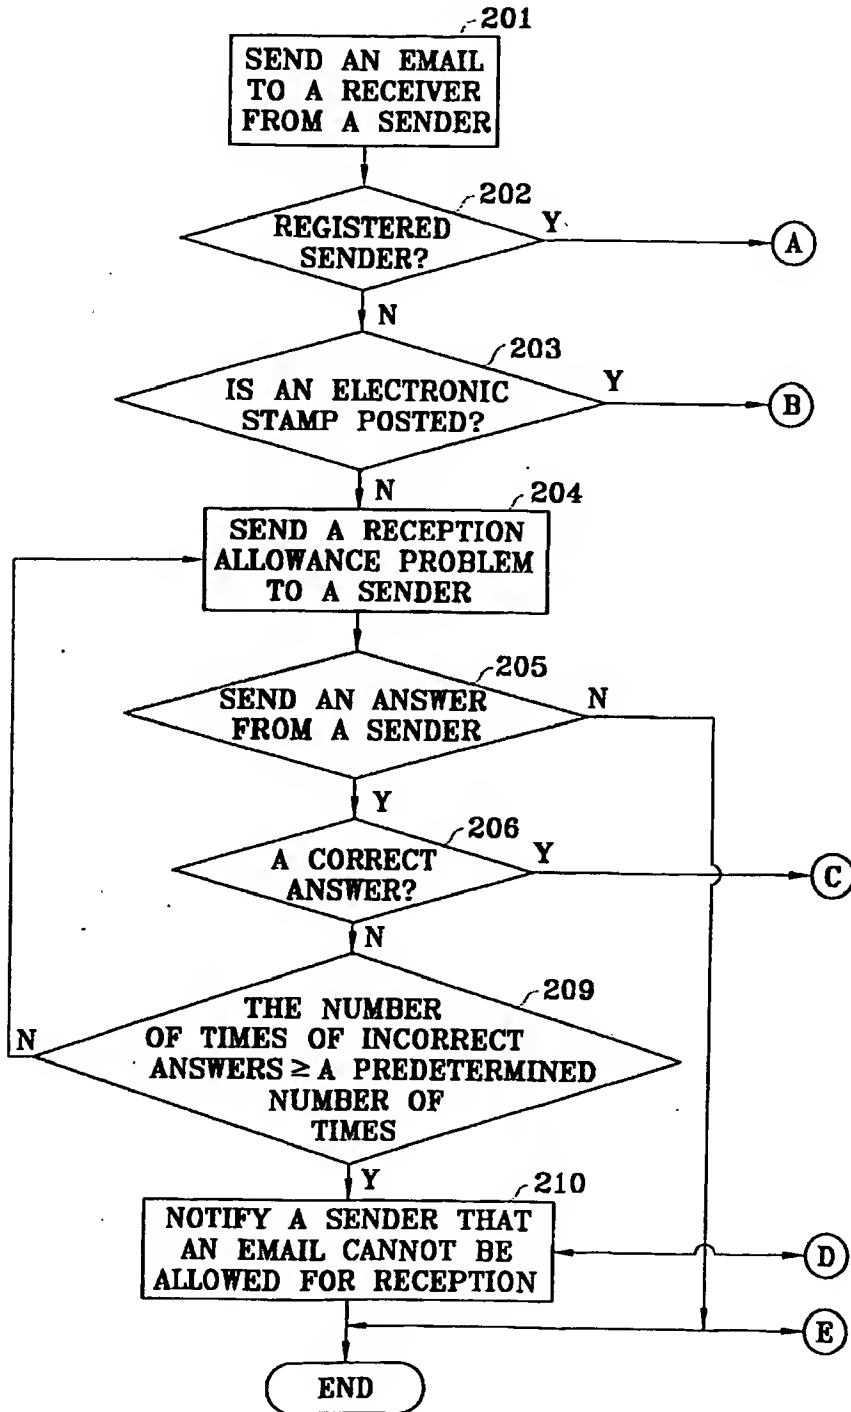 201
SEND AN EMAIL
TO A RECEIVER
FROM A SENDER
202
REGISTERED
SENDER?
Y
A
N
203
IS AN ELECTRONIC
STAMP POSTED?
Y
B
N
204
SEND A RECEPTION
ALLOWANCE PROBLEM
TO A SENDER
205
SEND AN ANSWER
FROM A SENDER
N
Y
206
A CORRECT
ANSWER?
Y
C
N
209
THE NUMBER
OF TIMES OF INCORRECT
ANSWERS ≥ A PREDETERMINED
NUMBER OF
TIMES
N
Y
210
NOTIFY A SENDER THAT
AN EMAIL CANNOT BE
ALLOWED FOR RECEPTION
D
E
END